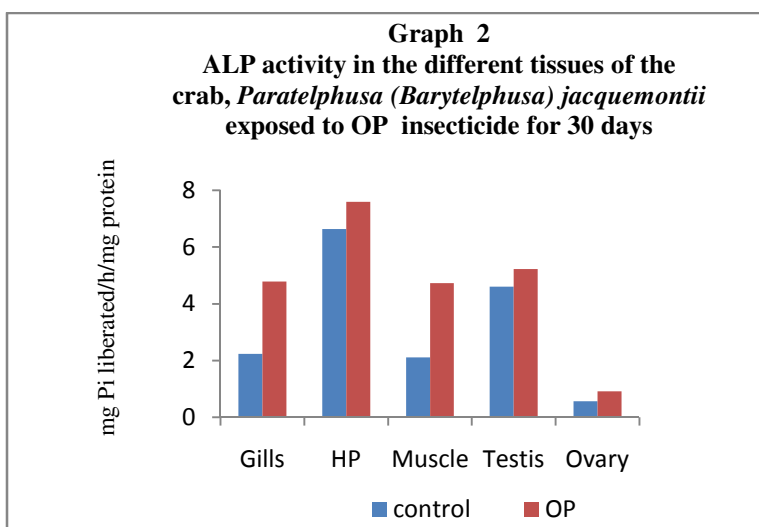 Graph 2
ALP activity in the different tissues of the
crab, Paratelphusa (Barytelphusa) jacquemontii
exposed to OP insecticide for 30 days
mg Pi liberated/h/mg protein
8
6
4
2
0
Gills HP Muscle Testis Ovary
control OP